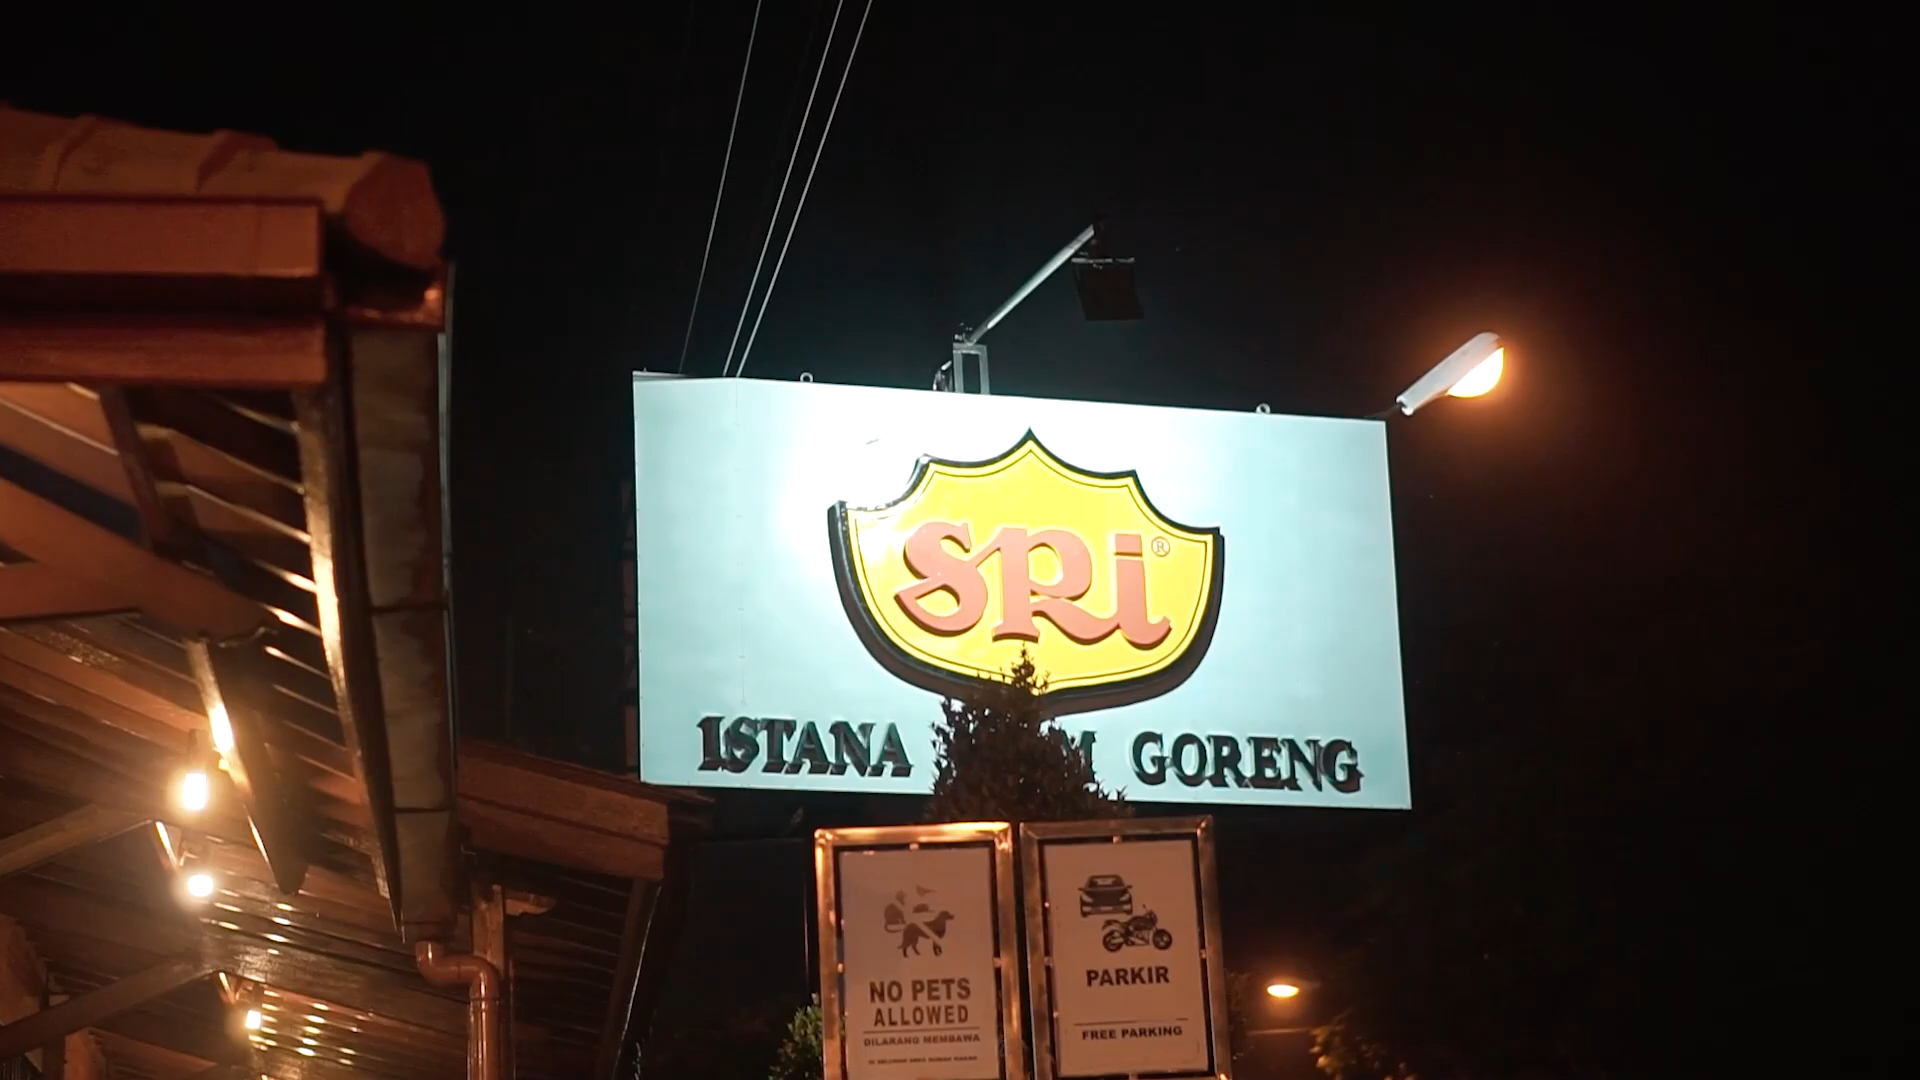 SRi®
ISTANA GORENG
NO PETS
ALLOWED
DILARANG MEMBAWA
PARKIR
FREE PARKING